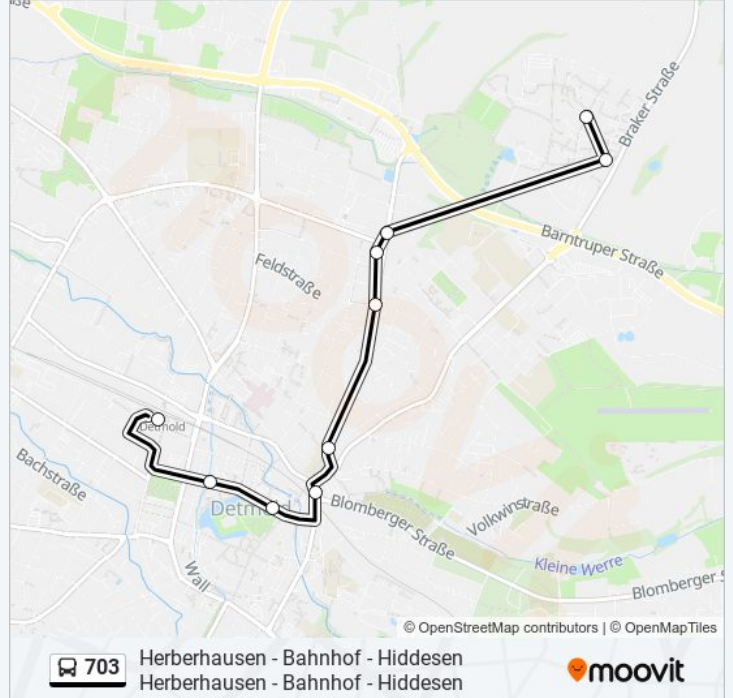 ße
Braker Straße
Barntruper Straße
Feldstraße
Detmold
Bachstraße
Detmold
Blomberger Straße
Volkwinstraße
Kleine Werre
Wall
Blomberger S
© OpenStreetMap contributors | © OpenMapTiles
703
Herberhausen - Bahnhof - Hiddesen
Herberhausen - Bahnhof - Hiddesen
moovit